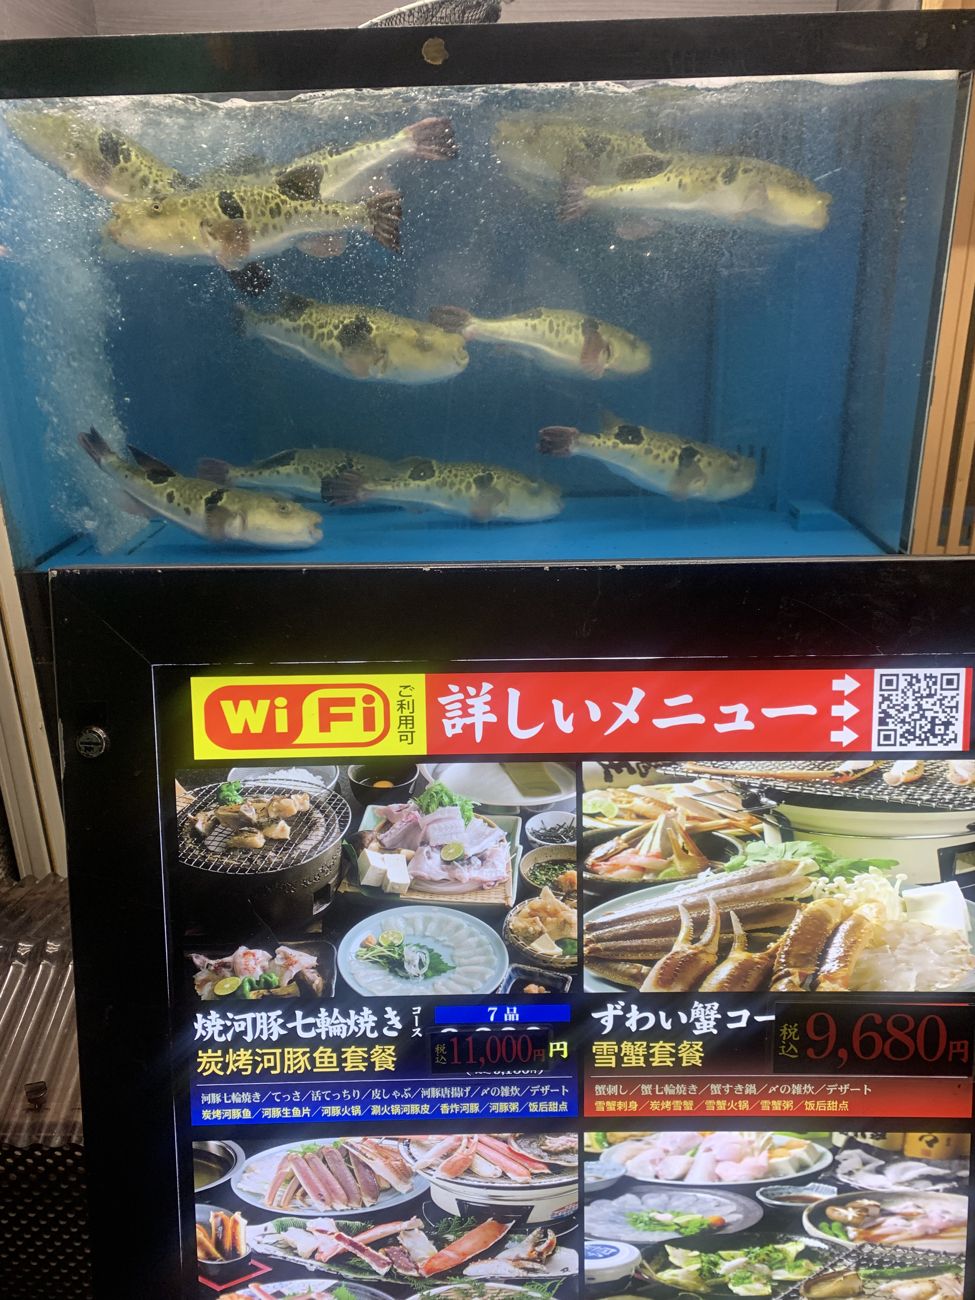 WiFi
ご利用可
詳しいメニュー
焼河豚七輪焼きコース
7品
炭烤河豚鱼套餐
税込11,000円
円
河豚七輪焼き／てっさ／活てっちり／皮しゃぶ／河豚唐揚げ／〆の雑炊／デザート
炭烤河豚鱼／河豚生鱼片／河豚火锅／涮火锅河豚皮／香炸河豚／河豚粥／饭后甜点
ずわい蟹コー
雪蟹套餐
税込9,680円
蟹刺し／蟹七輪焼き／蟹すき鍋／〆の雑炊／デザート
雪蟹刺身／炭烤雪蟹／雪蟹火锅／雪蟹粥／饭后甜点